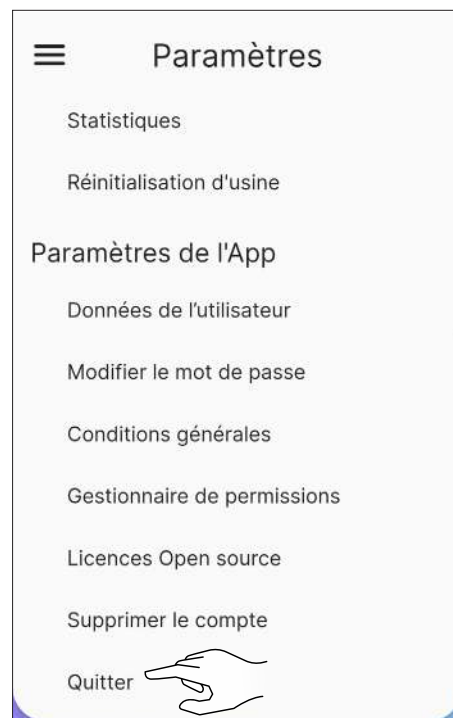 Paramètres
Statistiques
Réinitialisation d'usine
Paramètres de l'App
Données de l’utilisateur
Modifier le mot de passe
Conditions générales
Gestionnaire de permissions
Licences Open source
Supprimer le compte
Quitter